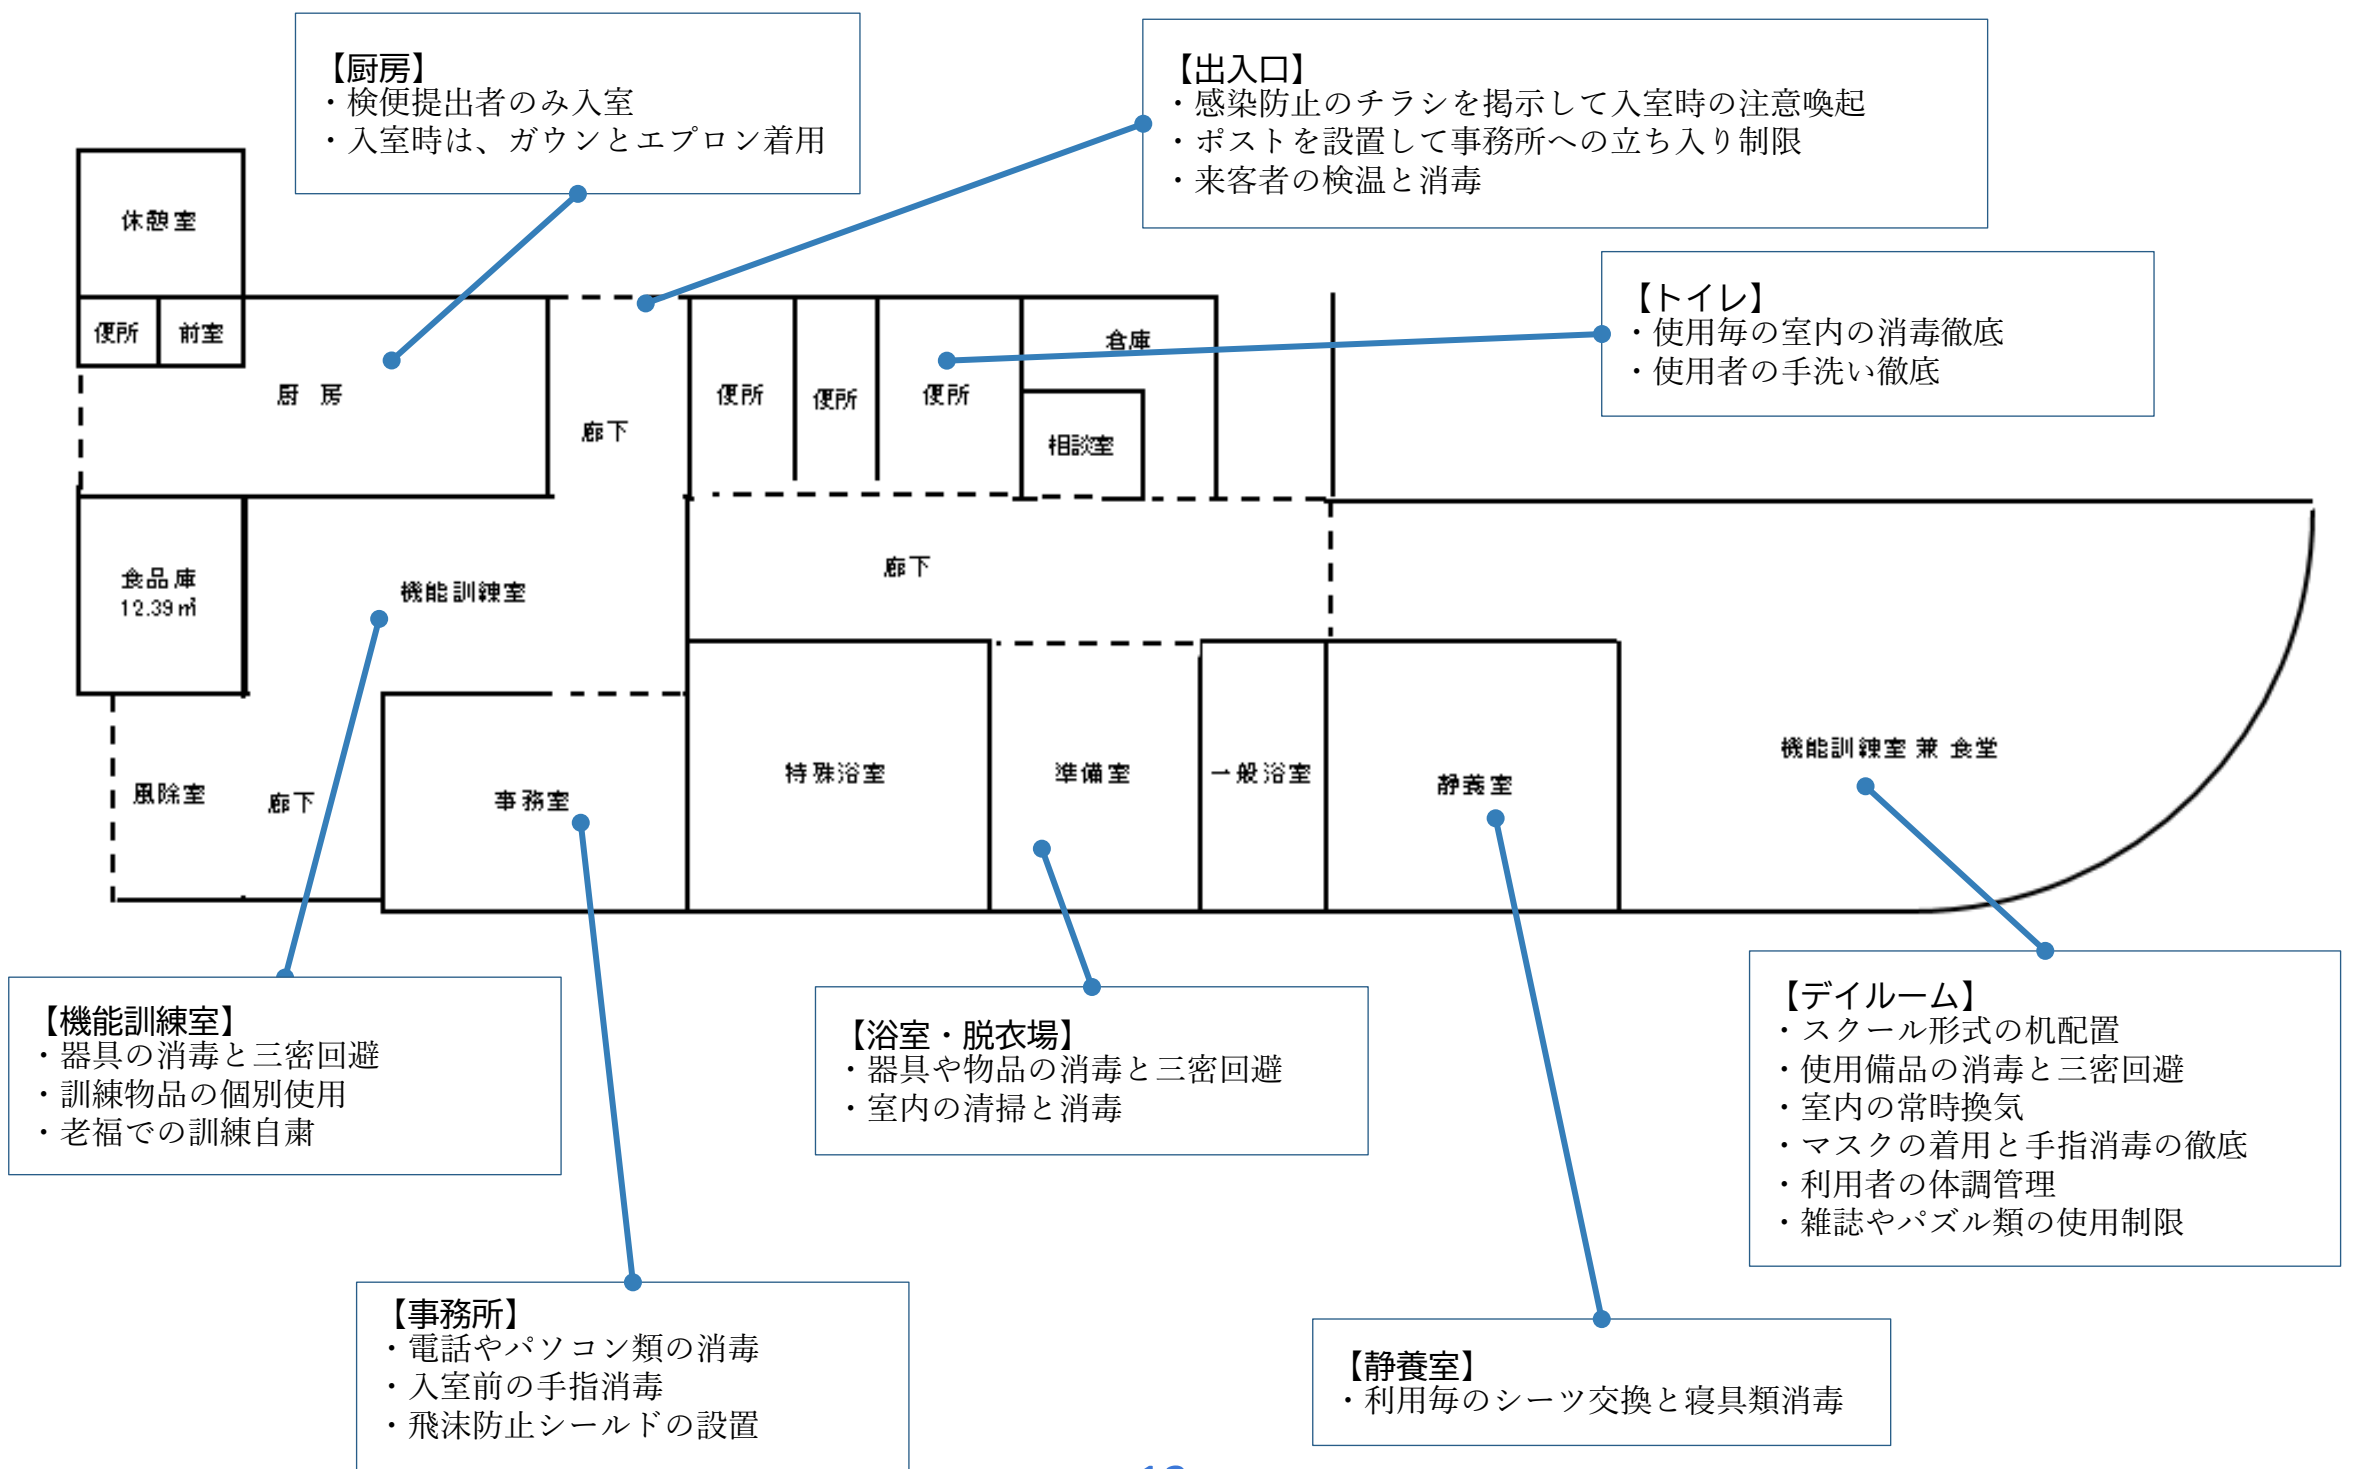 【厨房】
・検便提出者のみ入室
・入室時は、ガウンとエプロン着用
【出入口】
・感染防止のチラシを掲示して入室時の注意喚起
・ポストを設置して事務所への立ち入り制限
・来客者の検温と消毒
【トイレ】
・使用毎の室内の消毒徹底
・使用者の手洗い徹底
休憩室
便所
前室
厨 房
廊下
便所
便所
便所
倉庫
相談室
食品庫
12.39㎡
機能訓練室
廊下
風除室
廊下
事務室
特殊浴室
準備室
一般浴室
静養室
機能訓練室 兼 食堂
【機能訓練室】
・器具の消毒と三密回避
・訓練物品の個別使用
・老福での訓練自粛
【浴室・脱衣場】
・器具や物品の消毒と三密回避
・室内の清掃と消毒
【デイルーム】
・スクール形式の机配置
・使用備品の消毒と三密回避
・室内の常時換気
・マスクの着用と手指消毒の徹底
・利用者の体調管理
・雑誌やパズル類の使用制限
【事務所】
・電話やパソコン類の消毒
・入室前の手指消毒
・飛沫防止シールドの設置
【静養室】
・利用毎のシーツ交換と寝具類消毒